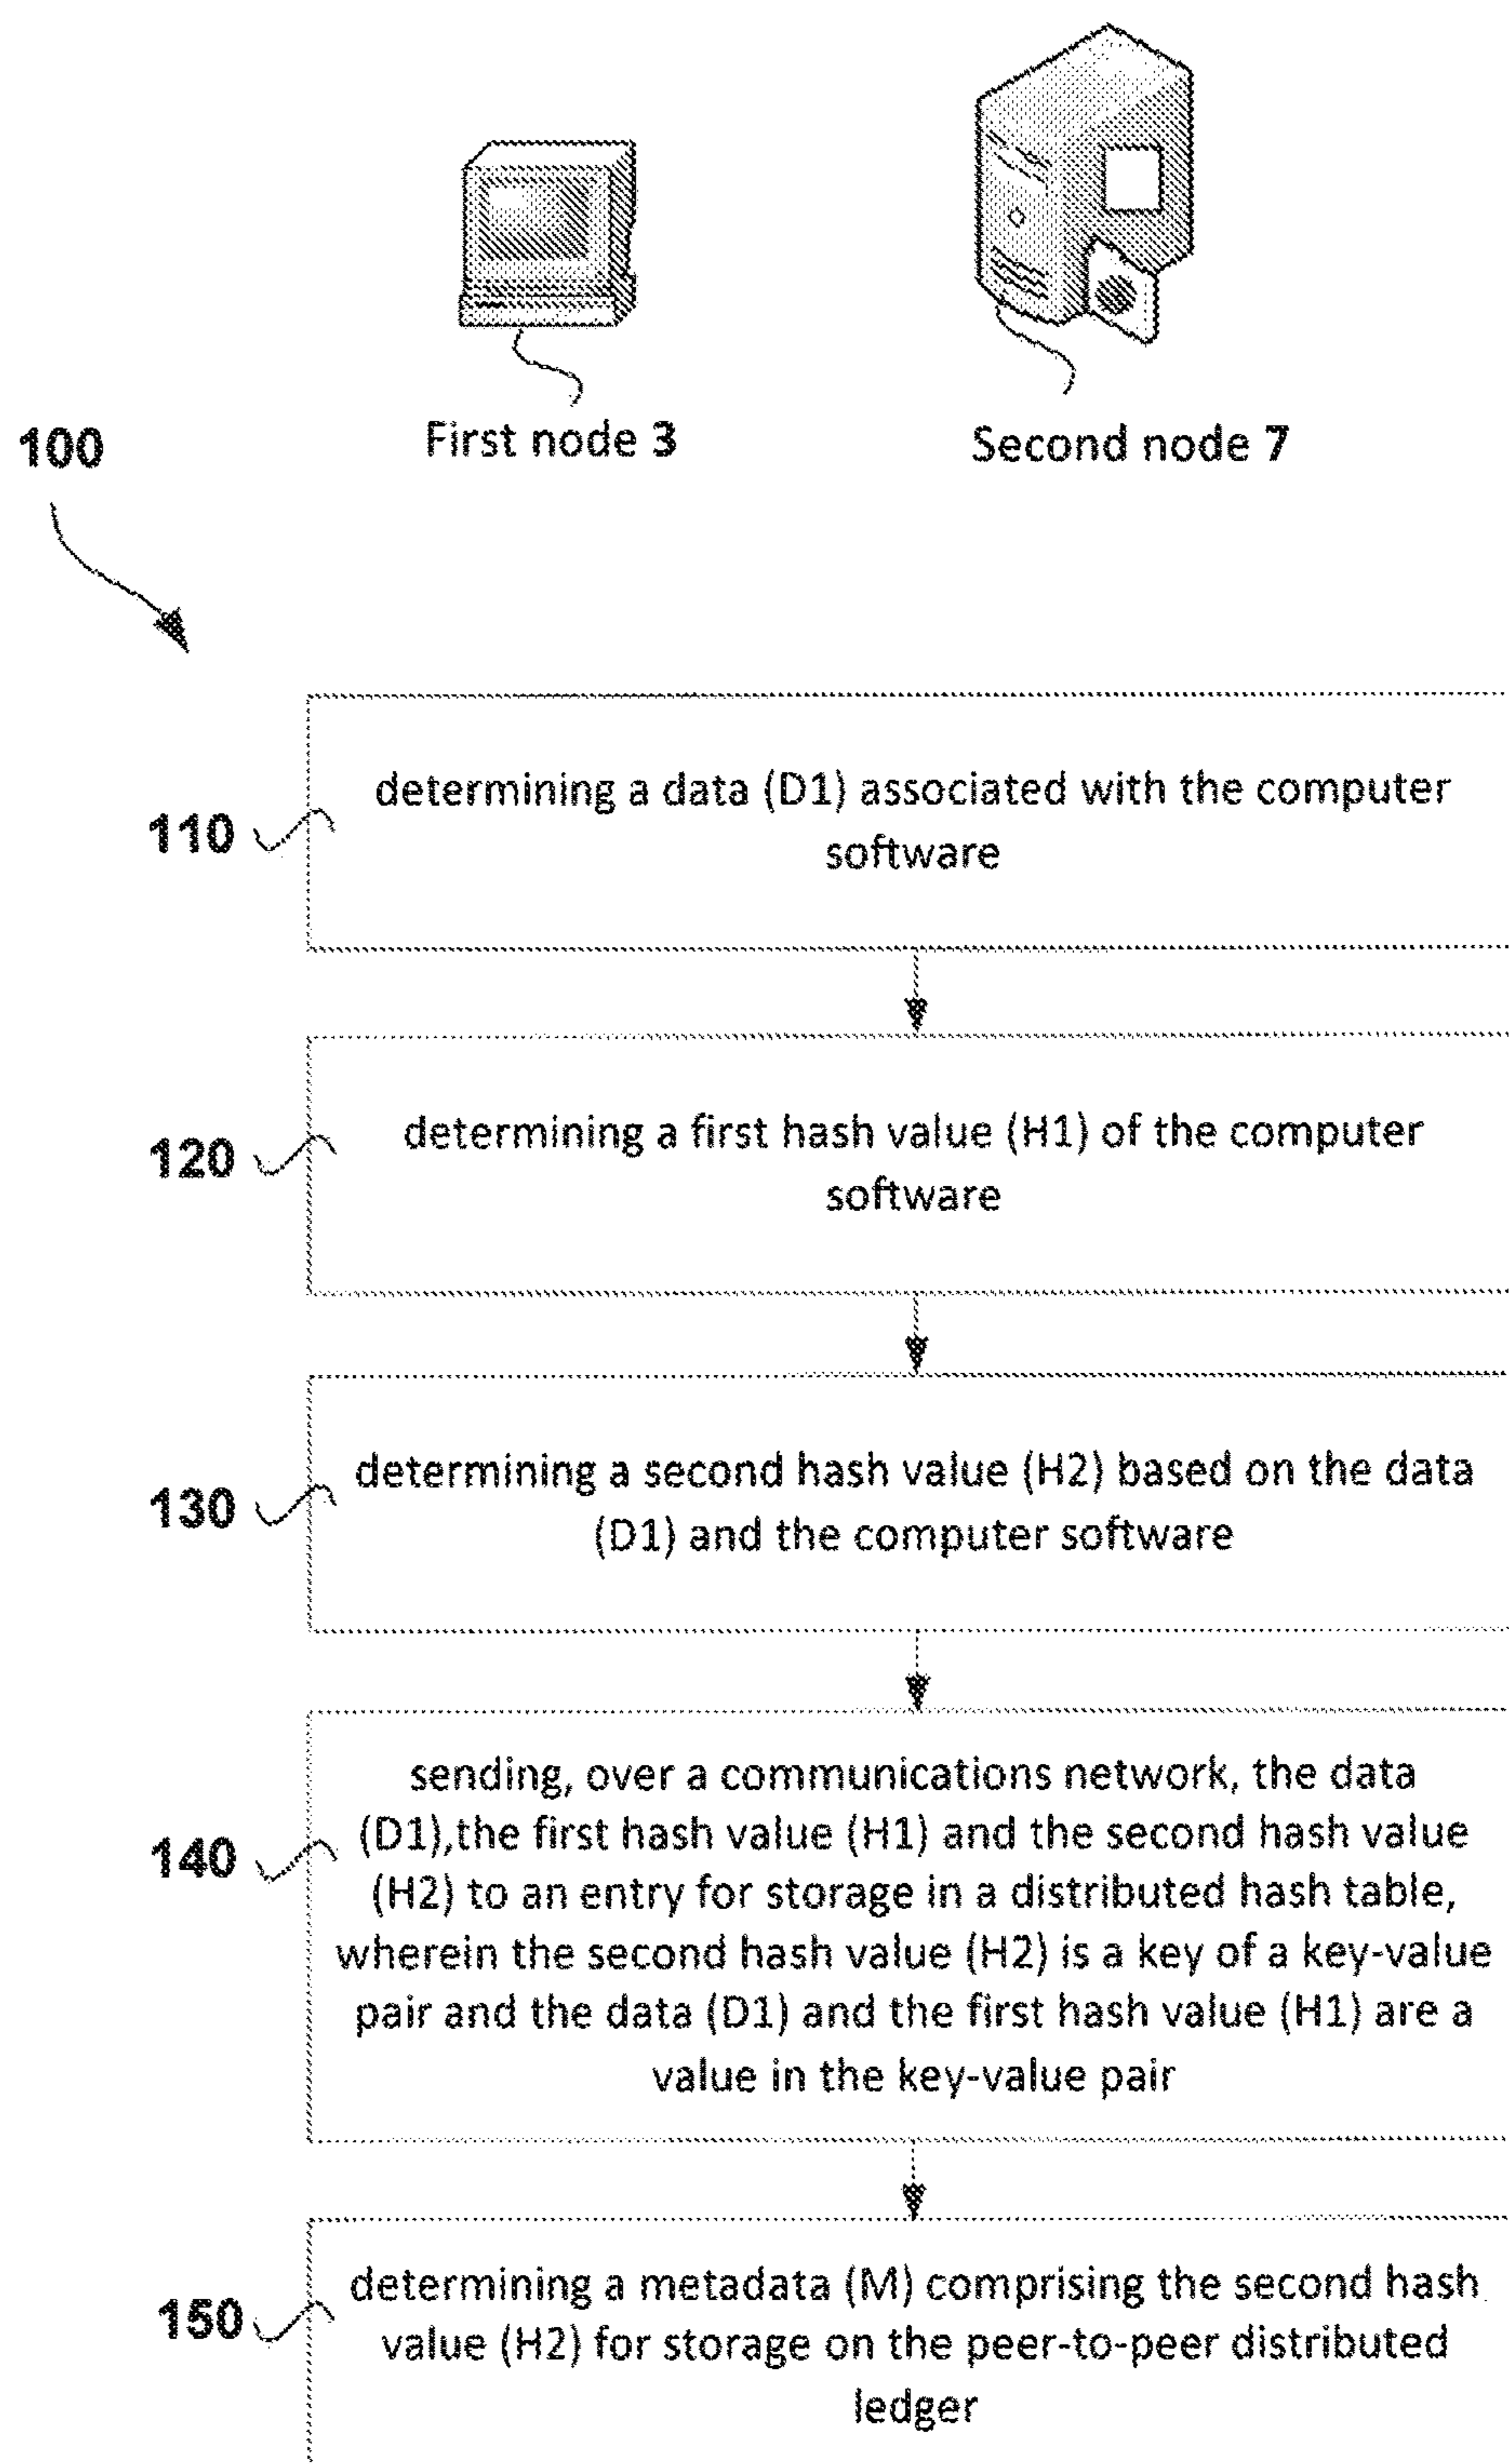 First node 3
Second node 7
100
110
determining a data (D1) associated with the computer
software
120
determining a first hash value (H1) of the computer
software
130
determining a second hash value (H2) based on the data
(D1) and the computer software
140
sending, over a communications network, the data
(D1),the first hash value (H1) and the second hash value
(H2) to an entry for storage in a distributed hash table,
wherein the second hash value (H2) is a key of a key-value
pair and the data (D1) and the first hash value (H1) are a
value in the key-value pair
150
determining a metadata (M) comprising the second hash
value (H2) for storage on the peer-to-peer distributed
ledger